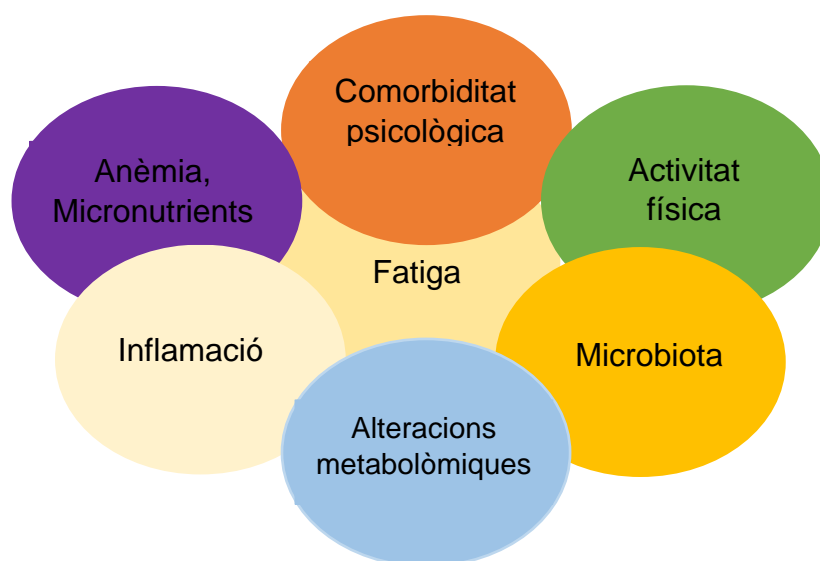 Comorbiditat
psicològica
Anèmia,
Micronutrients
Activitat
física
Fatiga
Inflamació
Microbiota
Alteracions
metabolòmiques